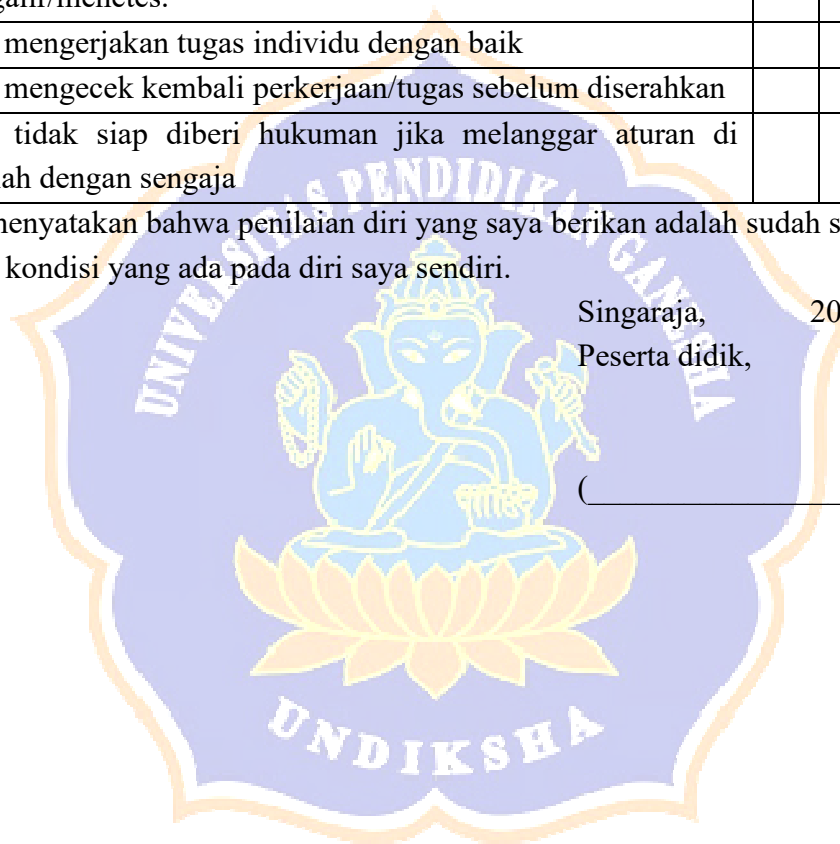 mengerjakan tugas individu dengan baik
mengecek kembali perkerjaan/tugas sebelum diserahkan
tidak siap diberi hukuman jika melanggar aturan di
ah dengan sengaja
menyatakan bahwa penilaian diri yang saya berikan adalah sudah s
kondisi yang ada pada diri saya sendiri.
Singaraja, 20
Peserta didik,
(_________________
UNIVERSITAS PENDIDIKAN GANESHA
UNDIKSHA